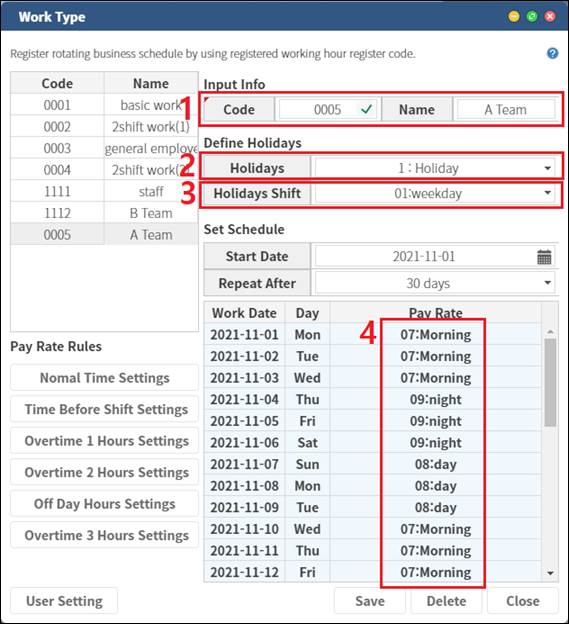 Work Type
Register rotating business schedule by using registered working hour register code.
?
Code Name
0001 basic work
0002 2shift work(1)
0003 general employe
0004 2shift work(2)
1111 staff
1112 B Team
0005 A Team
Pay Rate Rules
Nomal Time Settings
Time Before Shift Settings
Overtime 1 Hours Settings
Overtime 2 Hours Settings
Off Day Hours Settings
Overtime 3 Hours Settings
User Setting
Input Info
1 Code 0005 Name A Team
Define Holidays
2 Holidays 1 : Holiday
3 Holidays Shift 01:weekday
Set Schedule
Start Date 2021-11-01
Repeat After 30 days
Work Date Day Pay Rate
4
2021-11-01 Mon 07:Morning
2021-11-02 Tue 07:Morning
2021-11-03 Wed 07:Morning
2021-11-04 Thu 09:night
2021-11-05 Fri 09:night
2021-11-06 Sat 09:night
2021-11-07 Sun 08:day
2021-11-08 Mon 08:day
2021-11-09 Tue 08:day
2021-11-10 Wed 07:Morning
2021-11-11 Thu 07:Morning
2021-11-12 Fri 07:Morning
Save Delete Close